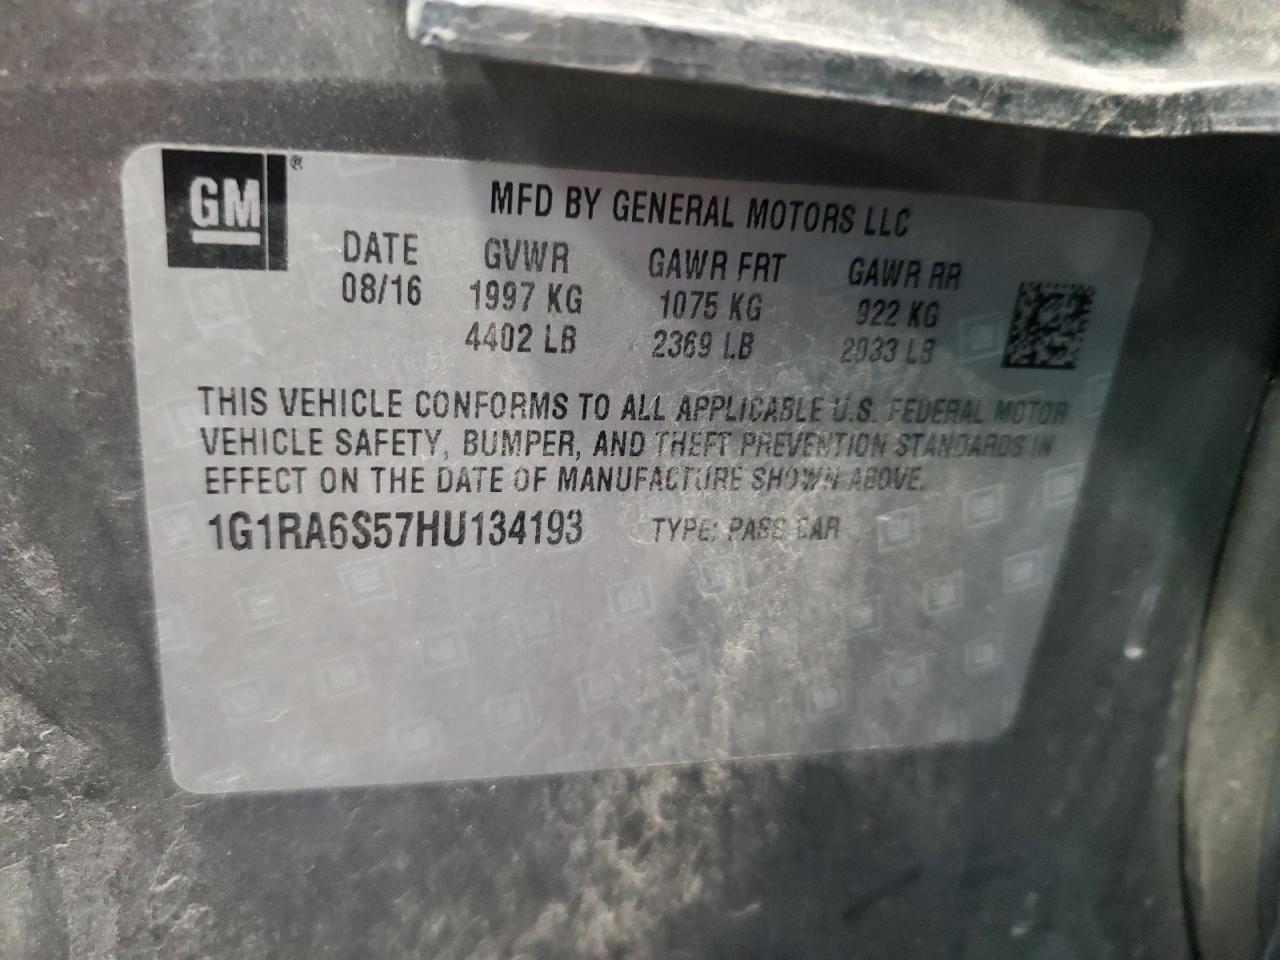 GM ®
MFD BY GENERAL MOTORS LLC
DATE GVWR GAWR FRT GAWR RR
08/16 1997 KG 1075 KG 922 KG
4402 LB 2369 LB 2033 LB
THIS VEHICLE CONFORMS TO ALL APPLICABLE U.S. FEDERAL MOTOR
VEHICLE SAFETY, BUMPER, AND THEFT PREVENTION STANDARDS IN
EFFECT ON THE DATE OF MANUFACTURE SHOWN ABOVE.
1G1RA6S57HU134193 TYPE: PASS CAR